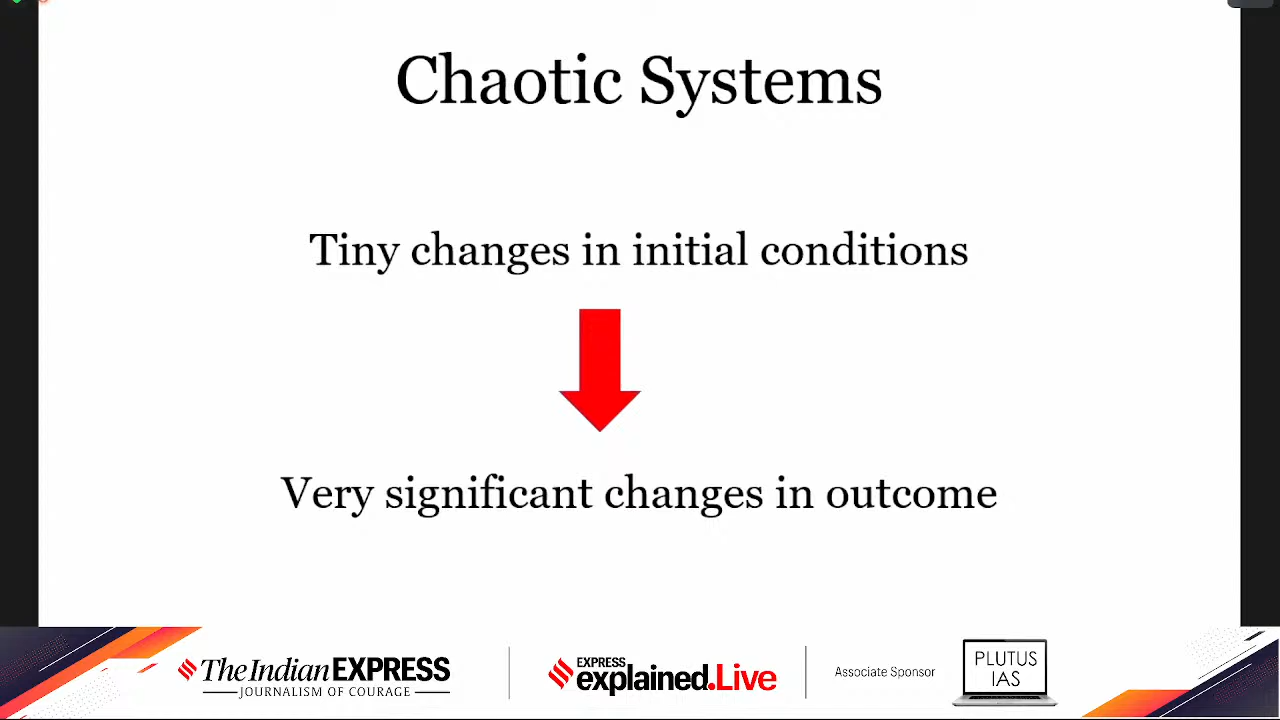 Chaotic Systems
Tiny changes in initial conditions
Very significant changes in outcome
The Indian EXPRESS
JOURNALISM OF COURAGE
EXPRESS
explained.Live
Associate Sponsor
PLUTUS
IAS